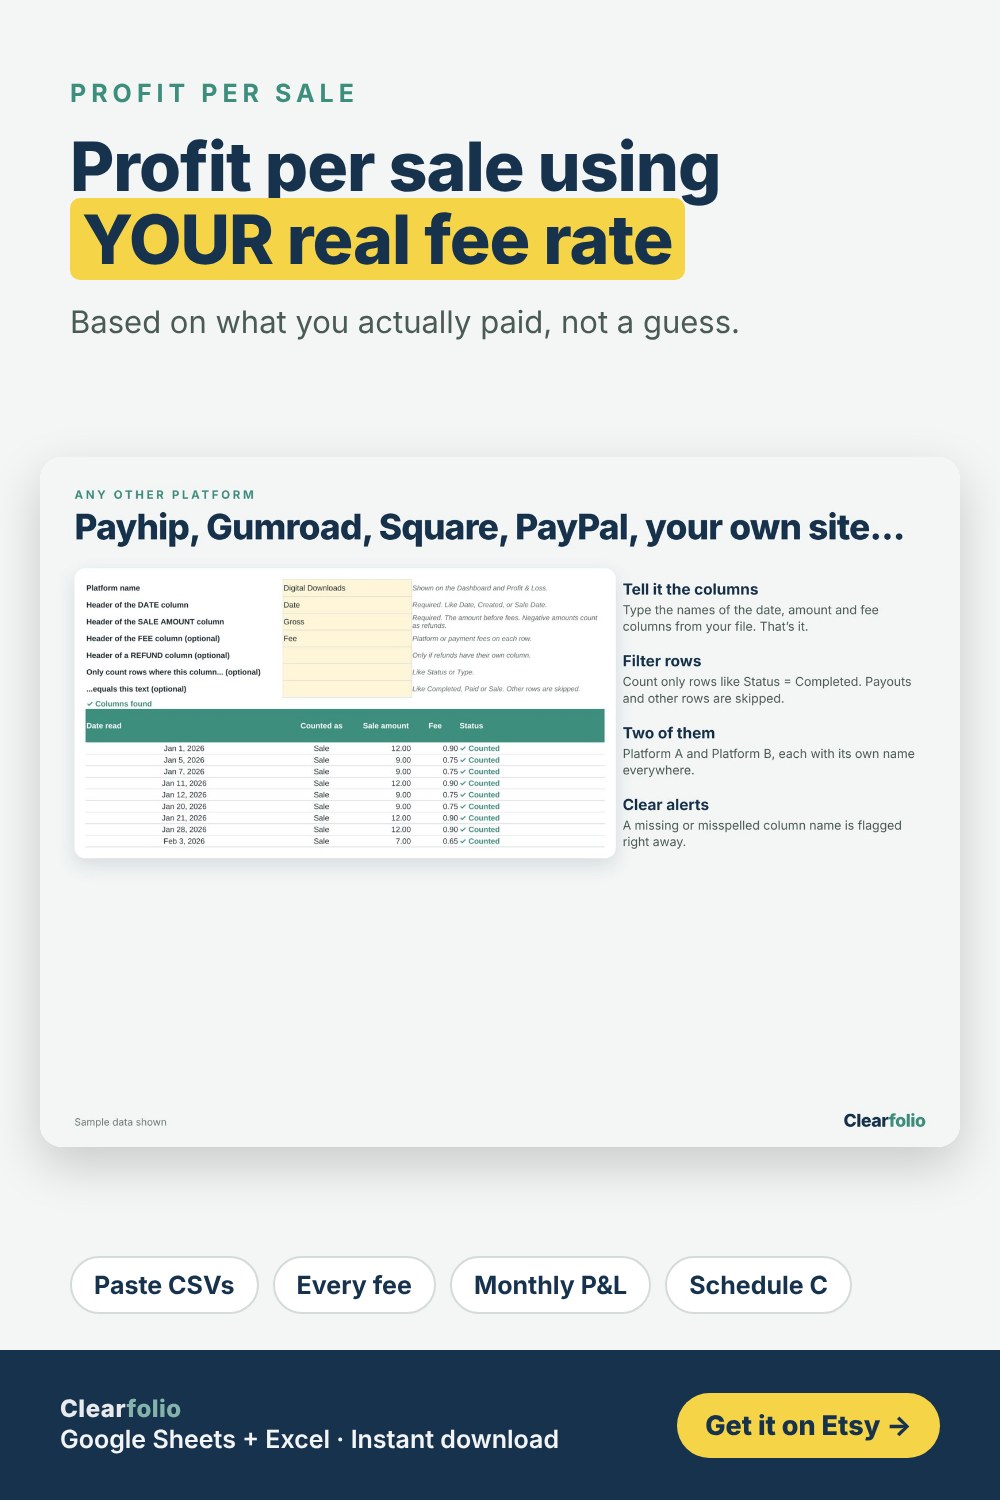 PROFIT PER SALE
Profit per sale using
YOUR real fee rate
Based on what you actually paid, not a guess.
ANY OTHER PLATFORM
Payhip, Gumroad, Square, PayPal, your own site...
Platform name Digital Downloads Shown on the Dashboard and Profit & Loss.
Header of the DATE column Date Required. Like Date, Created, or Sale Date.
Header of the SALE AMOUNT column Gross Required. The amount before fees. Negative amounts count
as refunds.
Header of the FEE column (optional) Fee Platform or payment fees on each row.
Header of a REFUND column (optional) Only if refunds have their own column.
Only count rows where this column... (optional) Like Status or Type.
...equals this text (optional) Like Completed, Paid or Sale. Other rows are skipped.
✓ Columns found
Date read Counted as Sale amount Fee Status
Jan 1, 2026 Sale 12.00 0.90 ✓ Counted
Jan 5, 2026 Sale 9.00 0.75 ✓ Counted
Jan 7, 2026 Sale 9.00 0.75 ✓ Counted
Jan 11, 2026 Sale 12.00 0.90 ✓ Counted
Jan 12, 2026 Sale 9.00 0.75 ✓ Counted
Jan 20, 2026 Sale 9.00 0.75 ✓ Counted
Jan 21, 2026 Sale 12.00 0.90 ✓ Counted
Jan 28, 2026 Sale 12.00 0.90 ✓ Counted
Feb 3, 2026 Sale 7.00 0.65 ✓ Counted
Tell it the columns
Type the names of the date, amount and fee
columns from your file. That's it.
Filter rows
Count only rows like Status = Completed. Payouts
and other rows are skipped.
Two of them
Platform A and Platform B, each with its own name
everywhere.
Clear alerts
A missing or misspelled column name is flagged
right away.
Sample data shown
Clearfolio
Paste CSVs
Every fee
Monthly P&L
Schedule C
Clearfolio
Google Sheets + Excel · Instant download
Get it on Etsy →